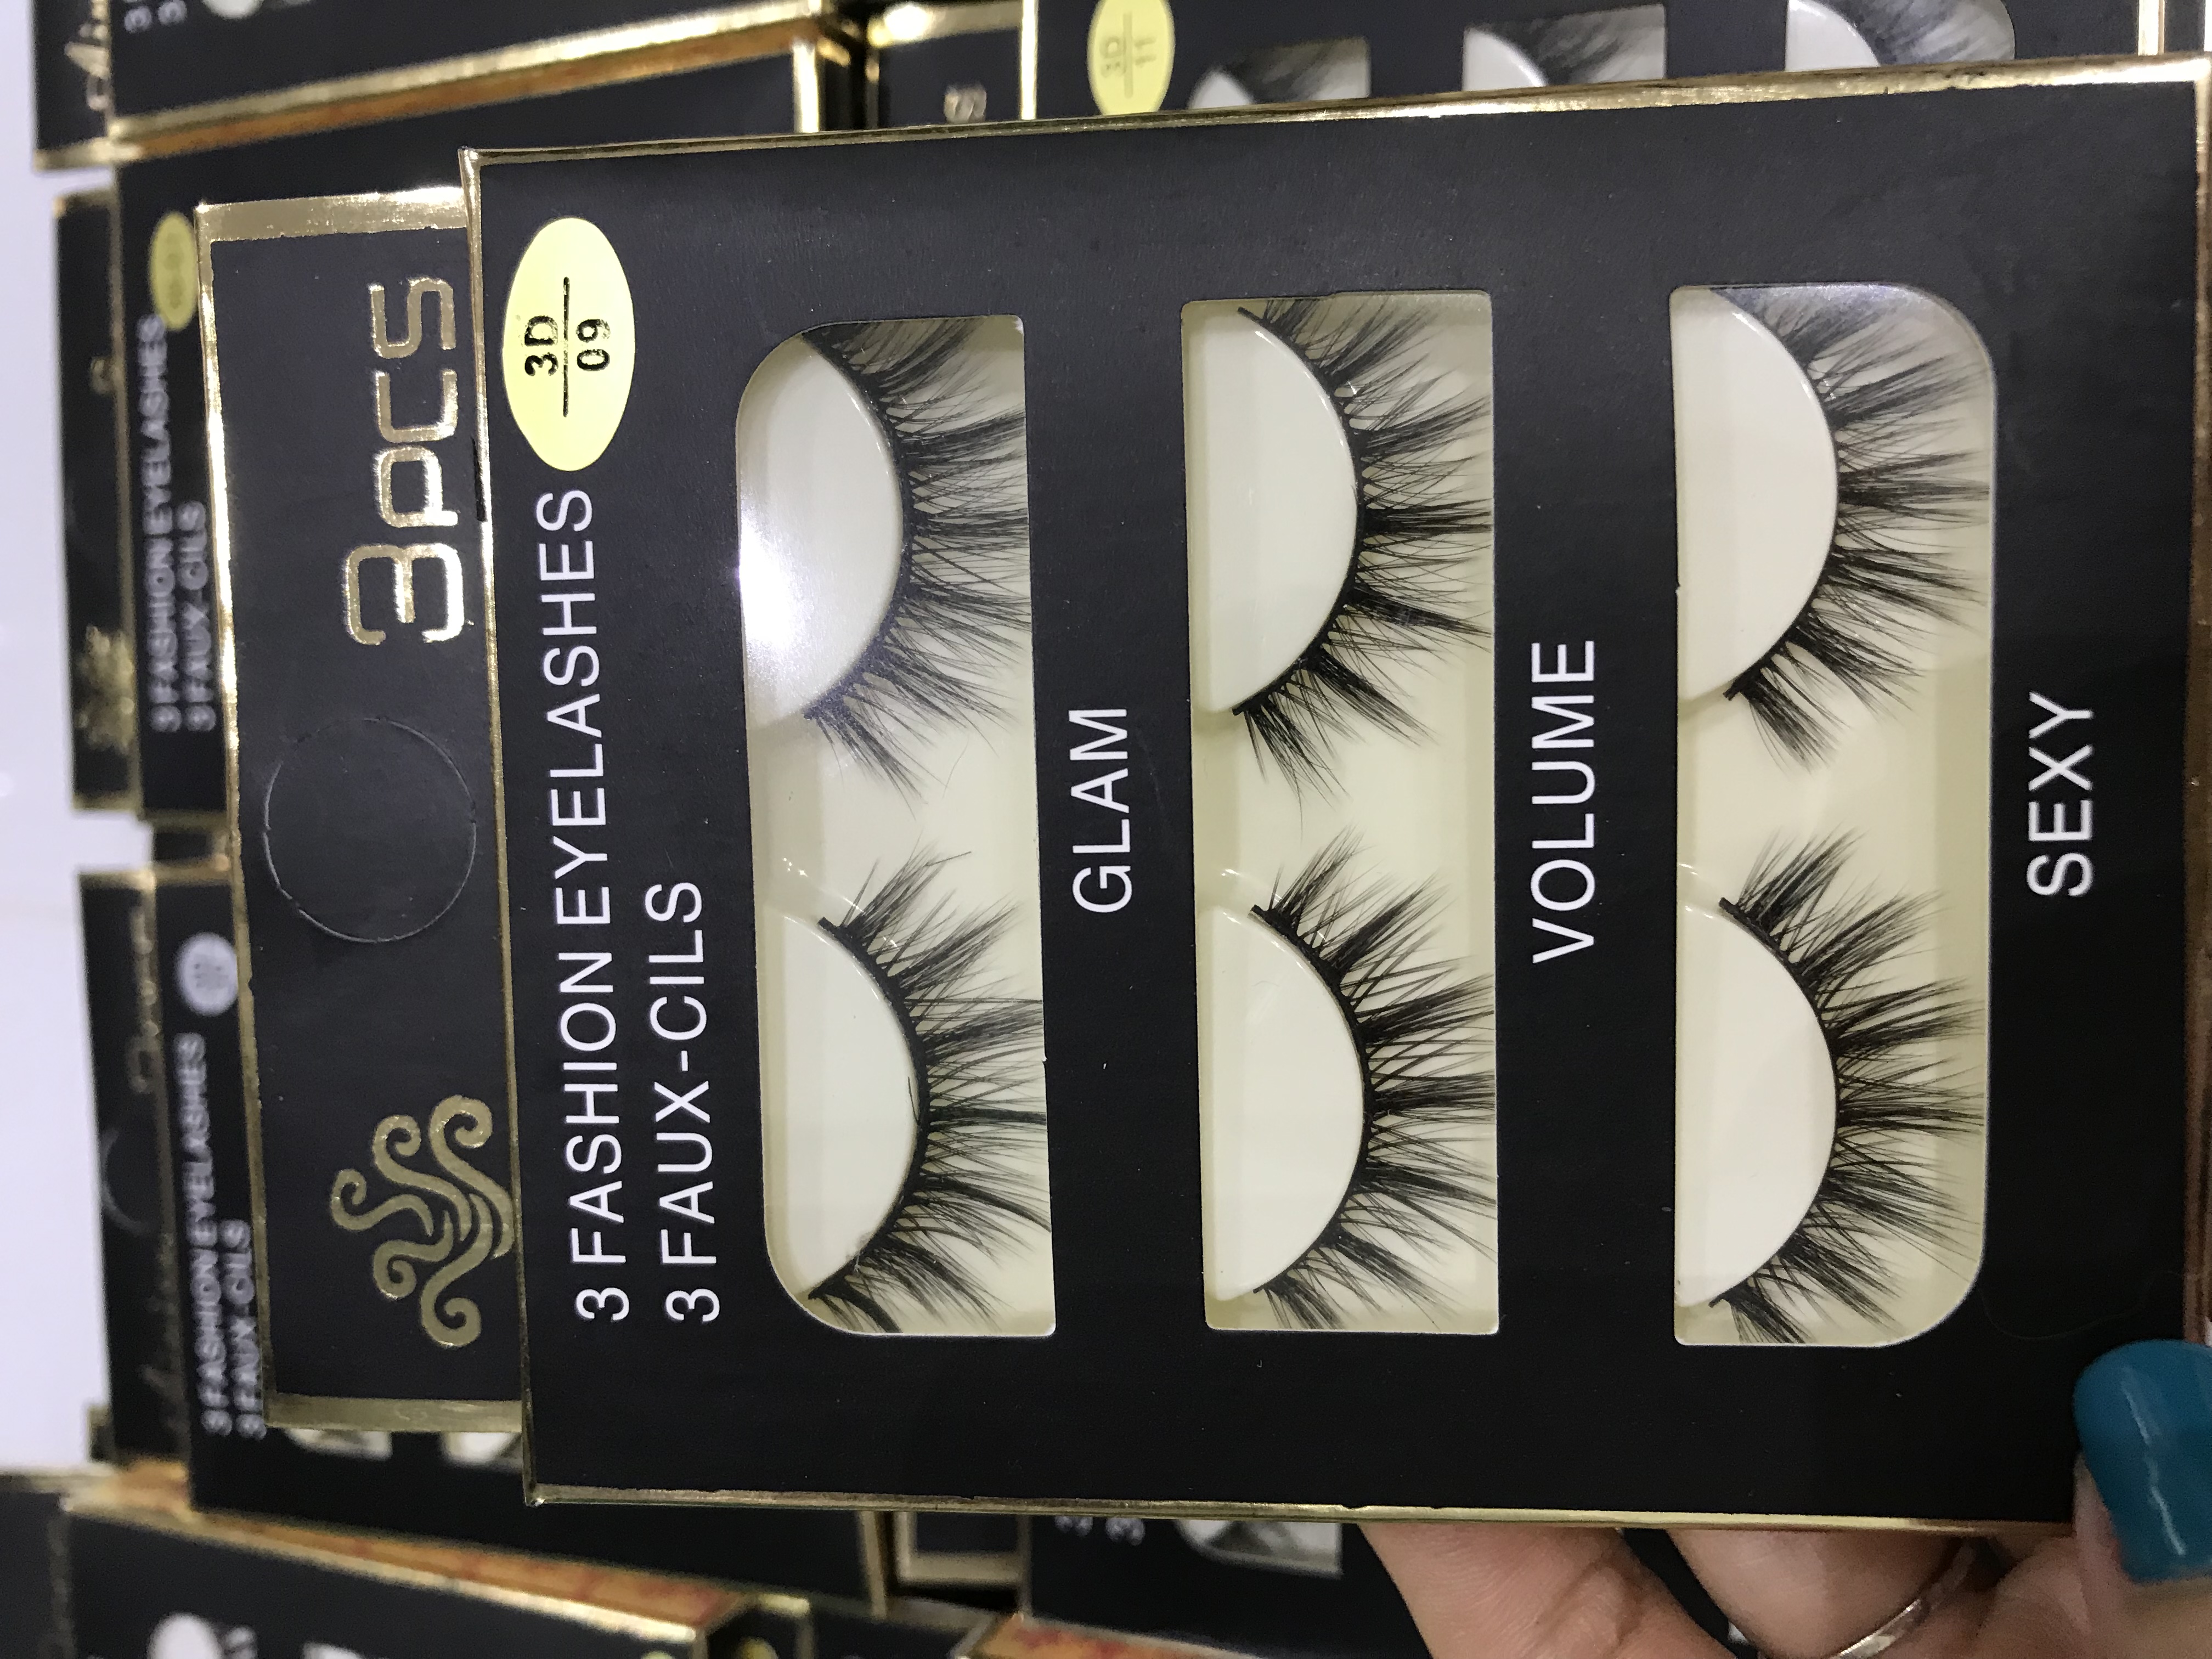 3PCS
3D
09
3 FASHION EYELASHES
3 FAUX-CILS
GLAM
VOLUME
SEXY
3D
11
3 FASHION EYELASHES
3 FAUX-CILS
3 FASHION EYELASHES
3 FAUX-CILS